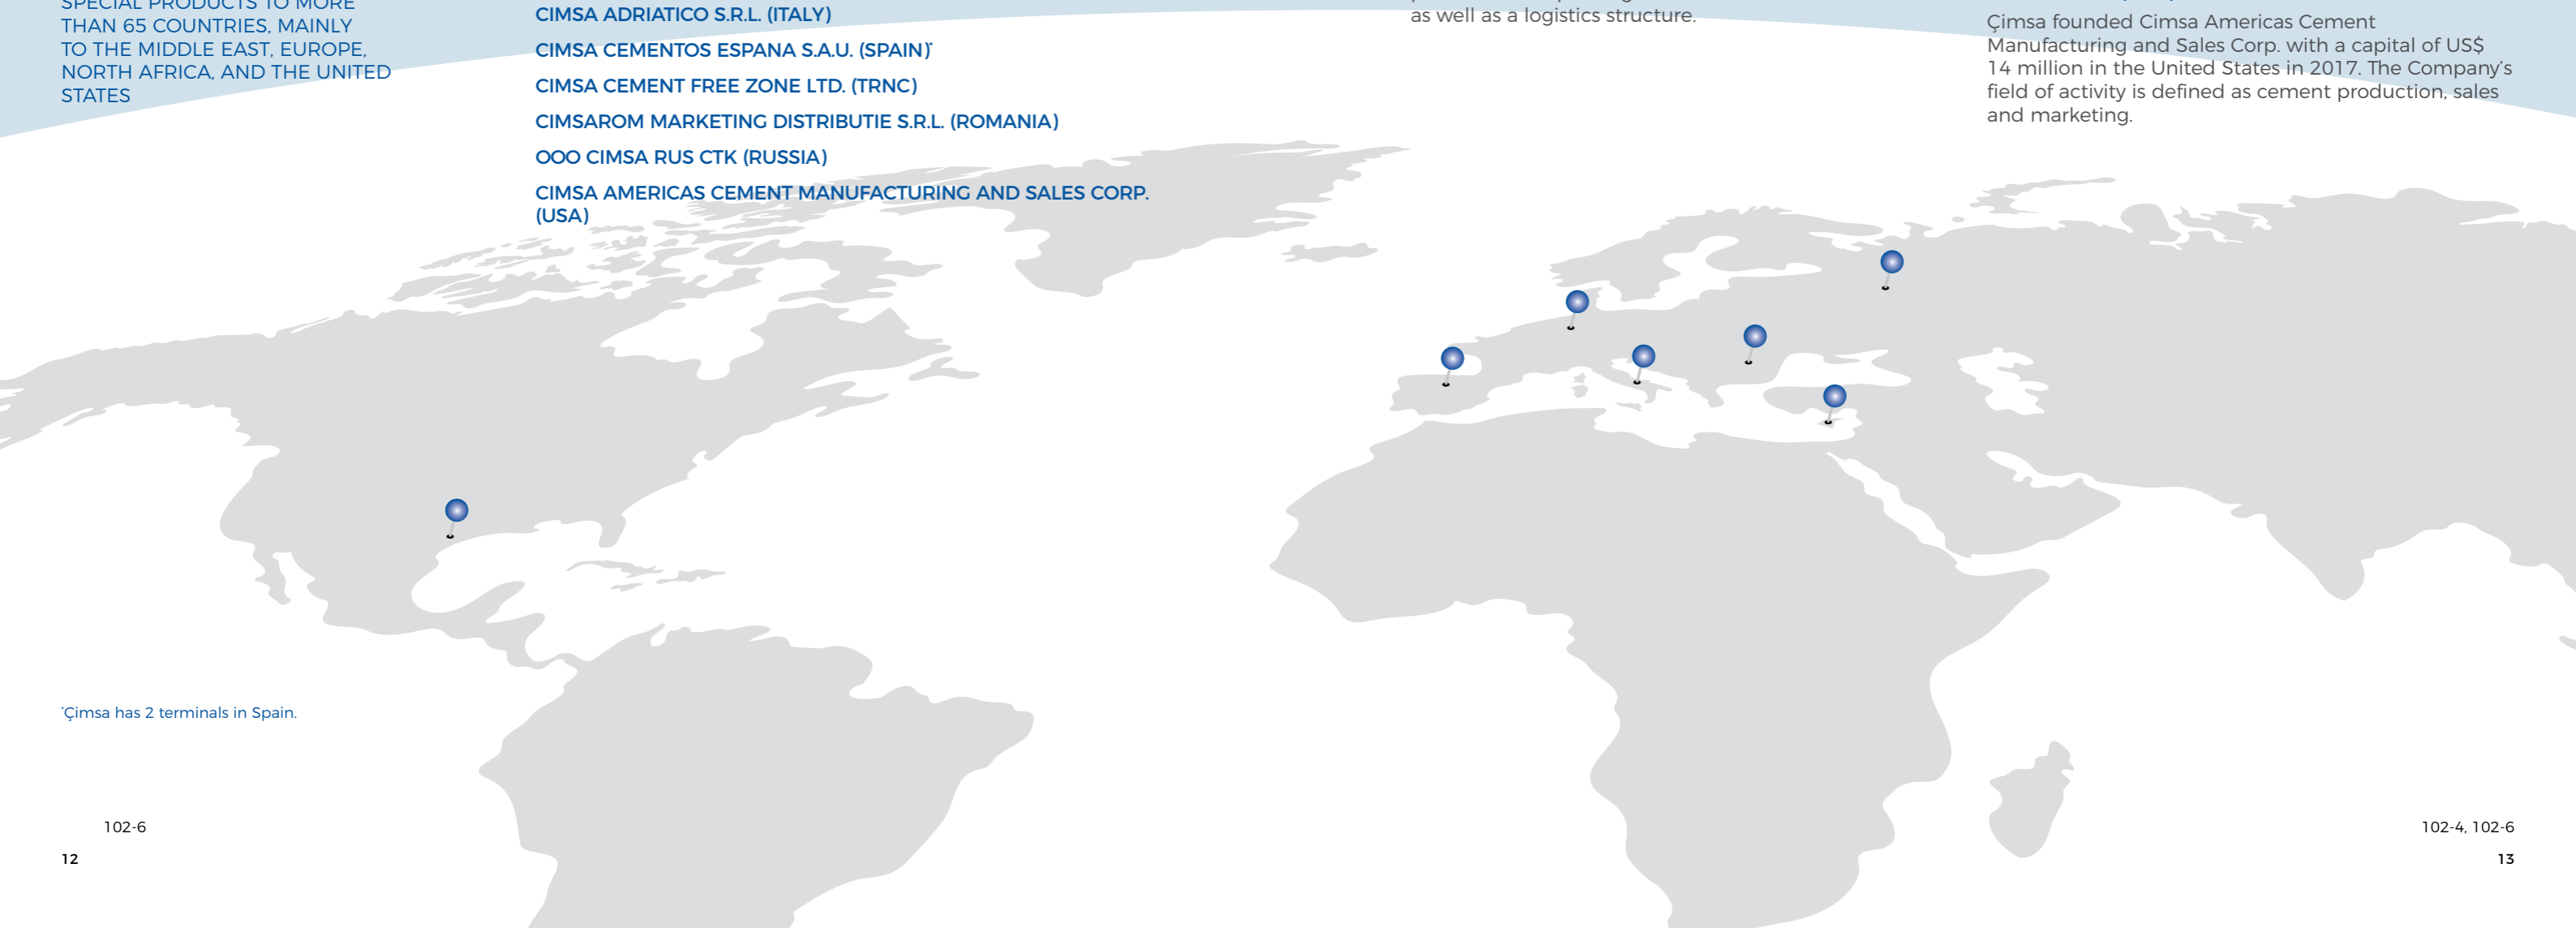 SPECIAL PRODUCTS TO MORE
THAN 65 COUNTRIES, MAINLY
TO THE MIDDLE EAST, EUROPE,
NORTH AFRICA, AND THE UNITED
STATES
CIMSA ADRIATICO S.R.L. (ITALY)
CIMSA CEMENTOS ESPANA S.A.U. (SPAIN)*
CIMSA CEMENT FREE ZONE LTD. (TRNC)
CIMSAROM MARKETING DISTRIBUTIE S.R.L. (ROMANIA)
OOO CIMSA RUS CTK (RUSSIA)
CIMSA AMERICAS CEMENT MANUFACTURING AND SALES CORP.
(USA)
as well as a logistics structure.
Çimsa founded Cimsa Americas Cement
Manufacturing and Sales Corp. with a capital of US$
14 million in the United States in 2017. The Company’s
field of activity is defined as cement production, sales
and marketing.
*Çimsa has 2 terminals in Spain.
102-6
12
102-4, 102-6
13